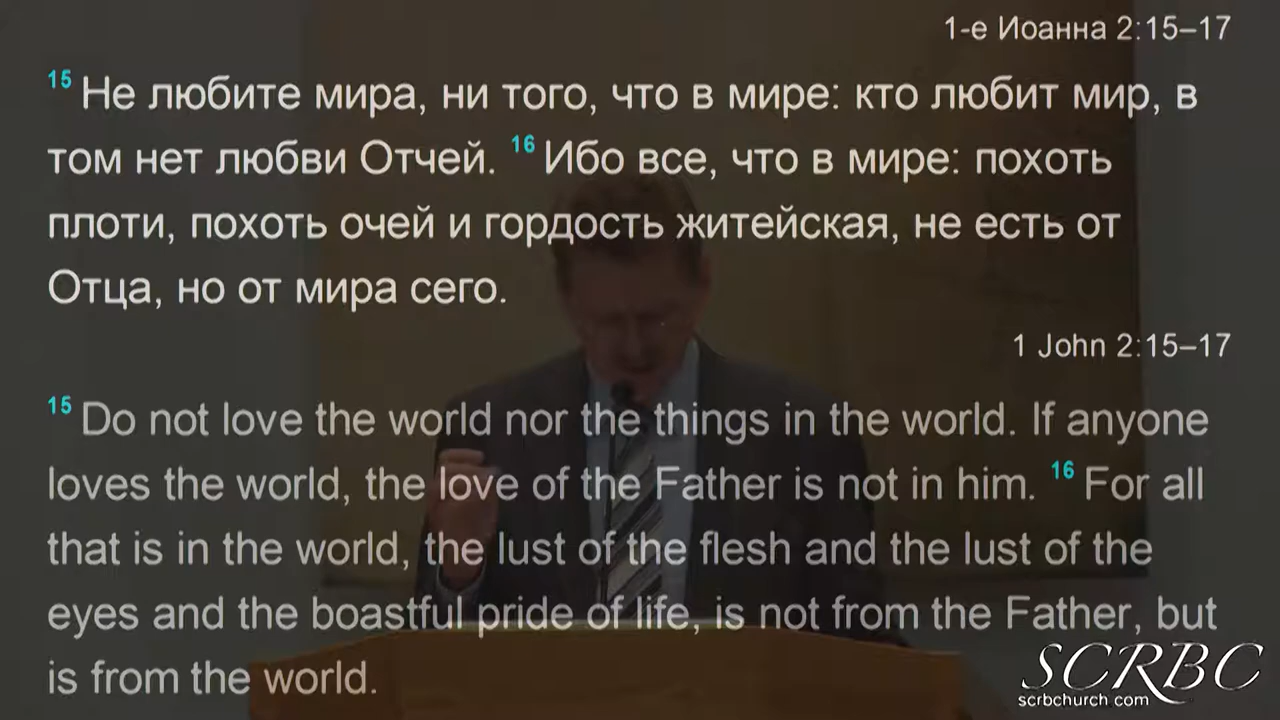 1-е Иоанна 2:15–17
15 Не любите мира, ни того, что в мире: кто любит мир, в
том нет любви Отчей. 16 Ибо все, что в мире: похоть
плоти, похоть очей и гордость житейская, не есть от
Отца, но от мира сего.
1 John 2:15–17
15 Do not love the world nor the things in the world. If anyone
loves the world, the love of the Father is not in him. 16 For all
that is in the world, the lust of the flesh and the lust of the
eyes and the boastful pride of life, is not from the Father, but
is from the world.
SCRBC
scrbchurch.com